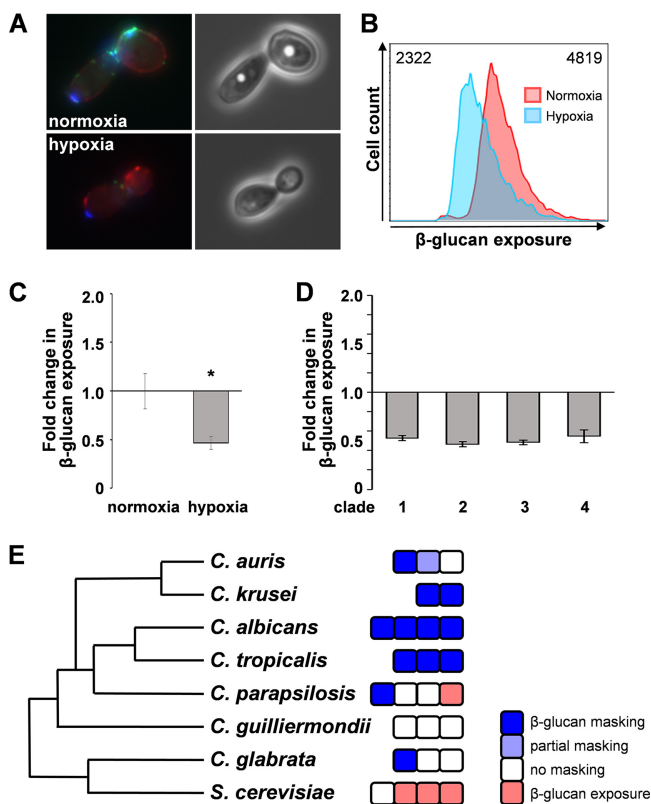 A
normoxia
hypoxia
B
2322
4819
Normoxia
Hypoxia
Cell count
β-glucan exposure
C
2.0
1.5
1.0
0.5
0
Fold change in
β-glucan exposure
*
normoxia
hypoxia
D
2.0
1.5
1.0
0.5
0
Fold change in
β-glucan exposure
clade 1 2 3 4
E
C. auris
C. krusei
C. albicans
C. tropicalis
C. parapsilosis
C. guilliermondii
C. glabrata
S. cerevisiae
β-glucan masking
partial masking
no masking
β-glucan exposure